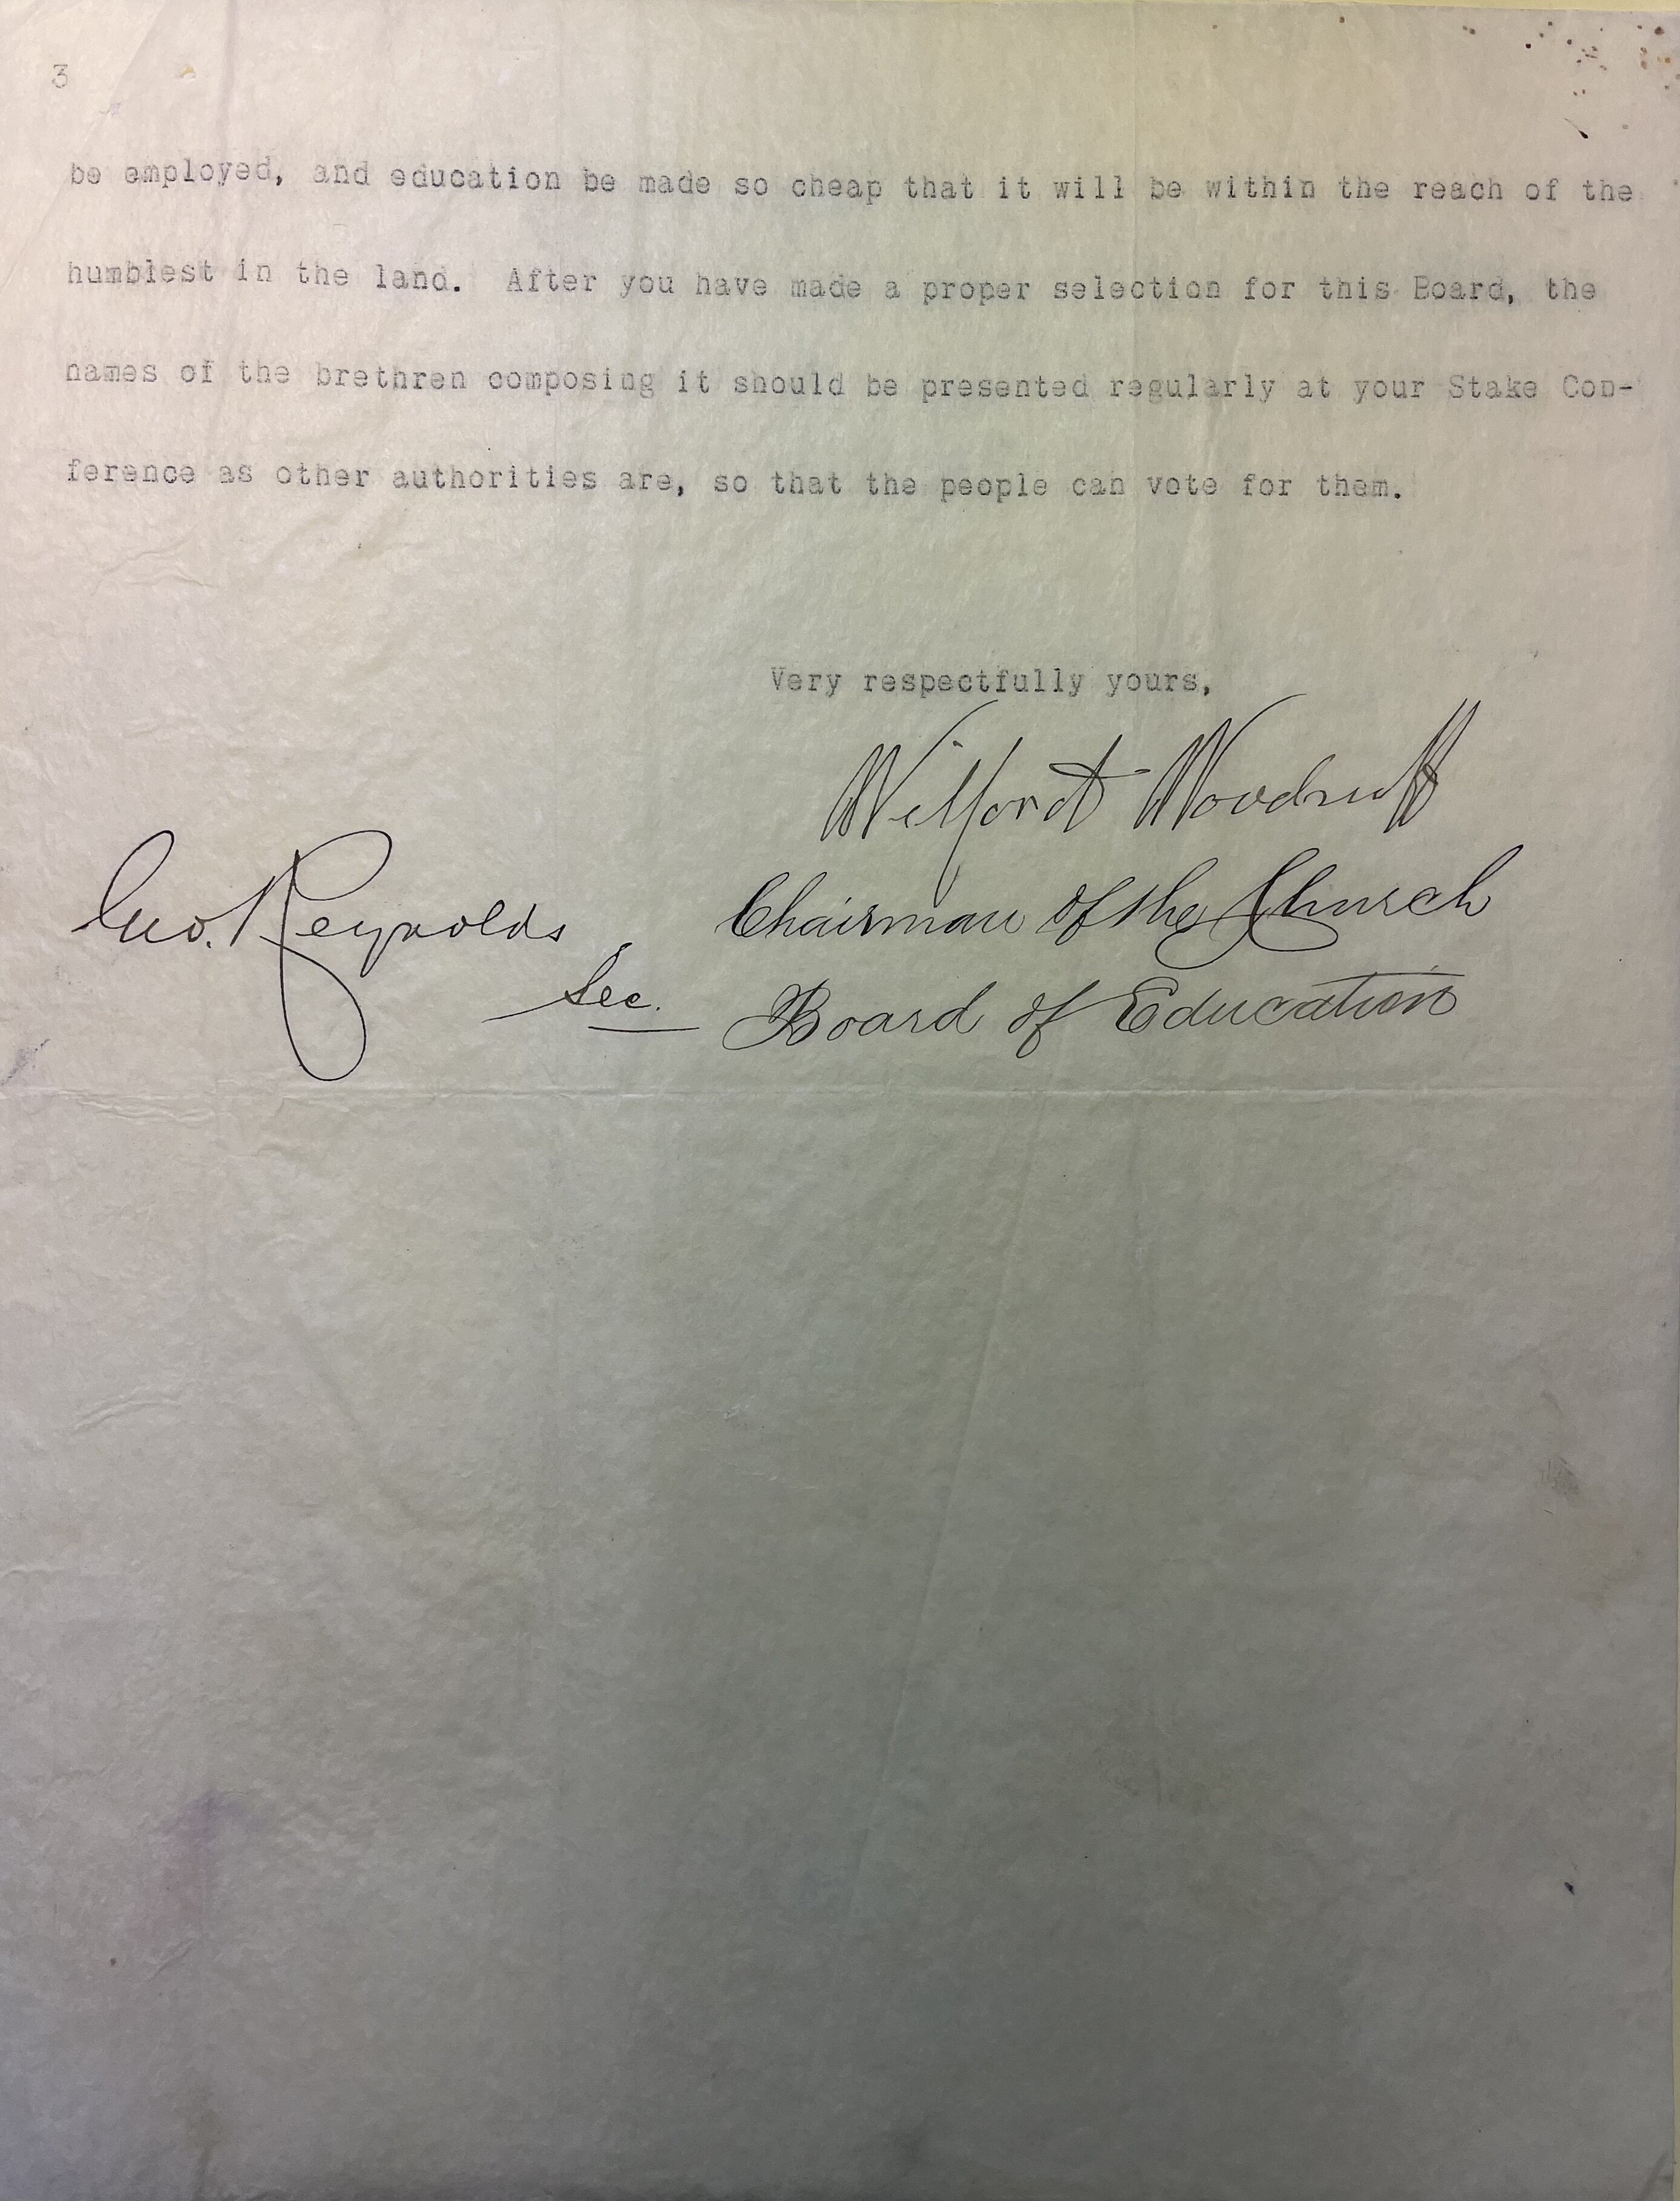 3
be employed, and education be made so cheap that it will be within the reach of the
humblest in the land. After you have made a proper selection for this Board, the
names of the brethren composing it should be presented regularly at your Stake Con-
ference as other authorities are, so that the people can vote for them.
Very respectfully yours,
Wilford Woodruff
Chairman of the Church
Board of Education
Geo. Reynolds
Sec.